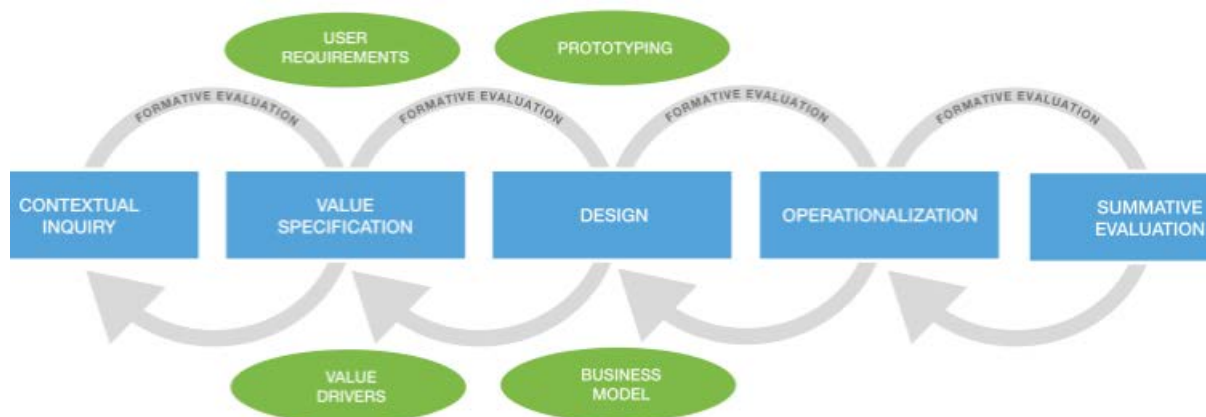 USER
REQUIREMENTS
PROTOTYPING
FORMATIVE EVALUATION
FORMATIVE EVALUATION
FORMATIVE EVALUATION
FORMATIVE EVALUATION
CONTEXTUAL
INQUIRY
VALUE
SPECIFICATION
DESIGN
OPERATIONALIZATION
SUMMATIVE
EVALUATION
VALUE
DRIVERS
BUSINESS
MODEL